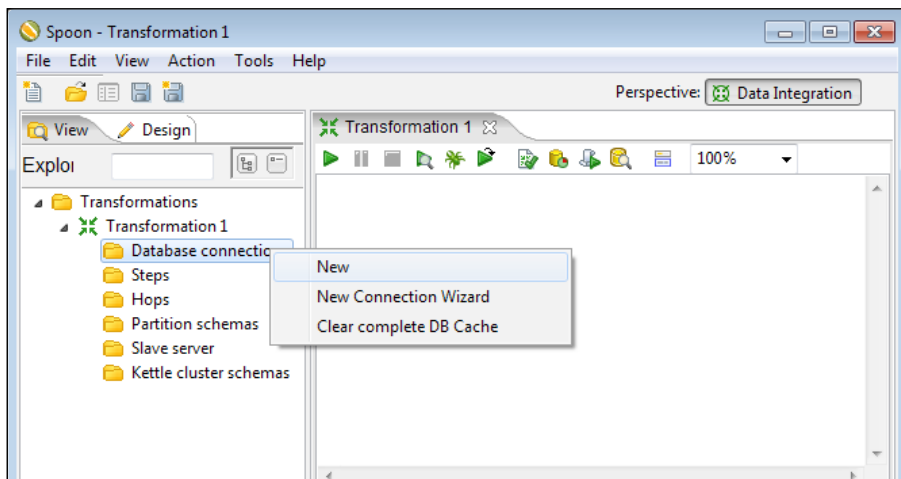 Spoon - Transformation 1
File Edit View Action Tools Help
Perspective: Data Integration
View Design
Transformation 1
Explor
100%
Transformations
Transformation 1
Database connectio
New
Steps
New Connection Wizard
Hops
Partition schemas
Clear complete DB Cache
Slave server
Kettle cluster schemas